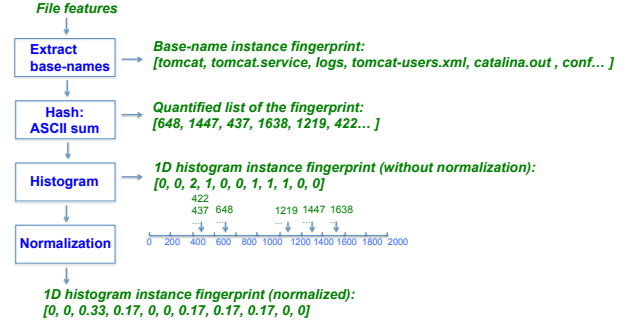 File features
Extract
base-names
Base-name instance fingerprint:
[tomcat, tomcat.service, logs, tomcat-users.xml, catalina.out , conf… ]
Hash:
ASCII sum
Quantified list of the fingerprint:
[648, 1447, 437, 1638, 1219, 422… ]
Histogram
1D histogram instance fingerprint (without normalization):
[0, 0, 2, 1, 0, 0, 1, 1, 1, 0, 0]
422
437 648 1219 1447 1638
... ... ... ... ...
Normalization
0 200 400 600 800 1000 1200 1400 1600 1800 2000
1D histogram instance fingerprint (normalized):
[0, 0, 0.33, 0.17, 0, 0, 0.17, 0.17, 0.17, 0, 0]